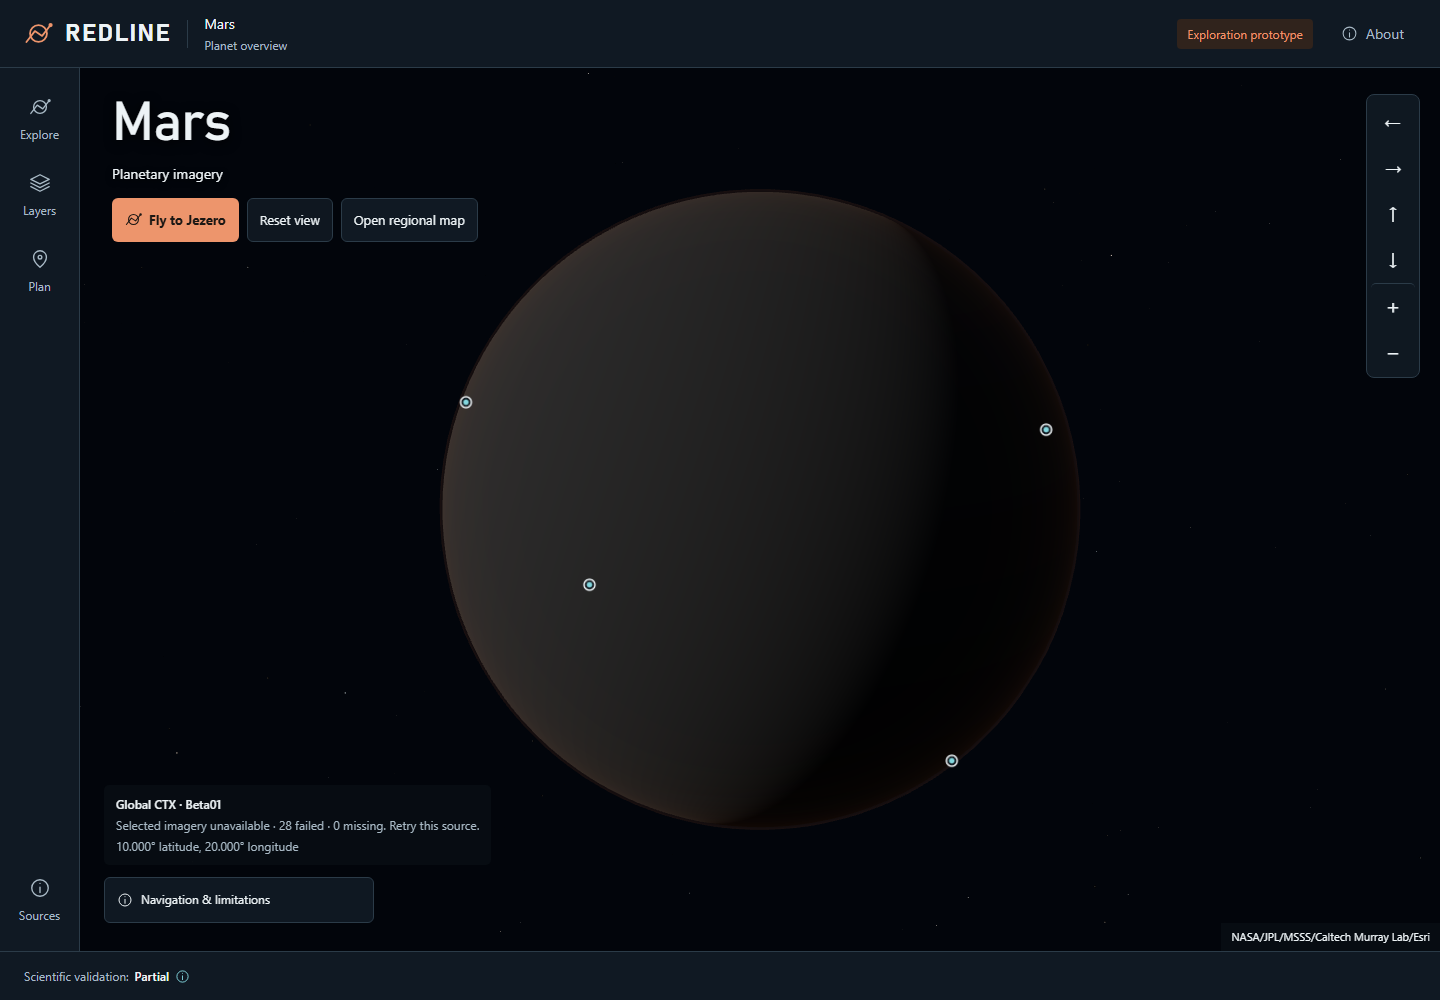 REDLINE
Mars
Planet overview
Exploration prototype
About
Explore
Layers
Plan
Sources
Mars
Planetary imagery
Fly to Jezero
Reset view
Open regional map
←
→
↑
↓
+
−
Global CTX · Beta01
Selected imagery unavailable · 28 failed · 0 missing. Retry this source.
10.000° latitude, 20.000° longitude
Navigation & limitations
NASA/JPL/MSSS/Caltech Murray Lab/Esri
Scientific validation: Partial